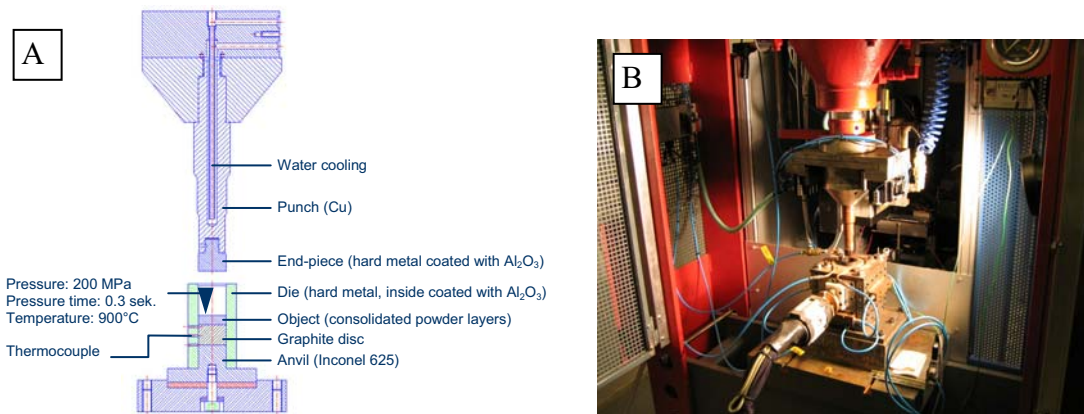 A
Water cooling
Punch (Cu)
End-piece (hard metal coated with Al₂O₃)
Pressure: 200 MPa
Pressure time: 0.3 sek.
Temperature: 900°C
Die (hard metal, inside coated with Al₂O₃)
Object (consolidated powder layers)
Thermocouple
Graphite disc
Anvil (Inconel 625)
B